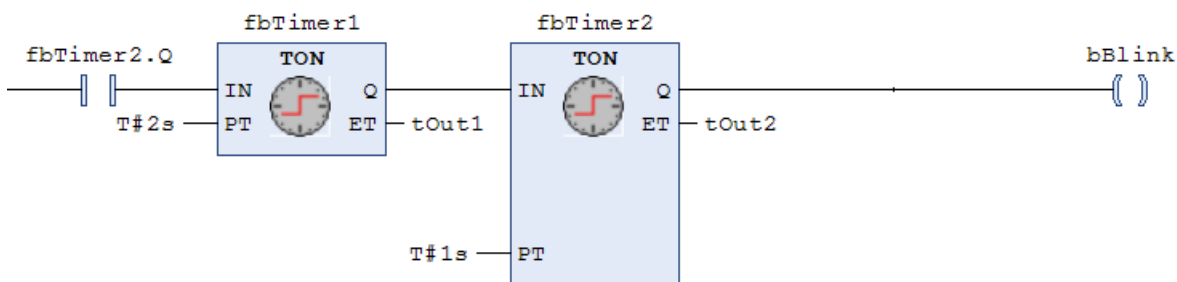 fbTimer1 fbTimer2
fbTimer2.Q TON TON bBlink
IN Q IN Q
T#2s PT ET tOut1 ET tOut2
T#1s PT